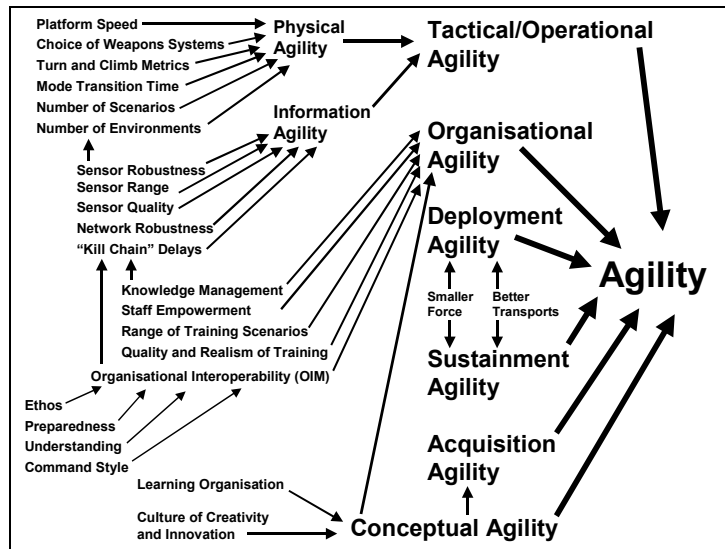 Platform Speed
Choice of Weapons Systems
Turn and Climb Metrics
Mode Transition Time
Number of Scenarios
Number of Environments
Physical
Agility
Tactical/Operational
Agility
Information
Agility
Organisational
Agility
Sensor Robustness
Sensor Range
Sensor Quality
Network Robustness
“Kill Chain” Delays
Deployment
Agility
Agility
Smaller
Force
Better
Transports
Knowledge Management
Staff Empowerment
Range of Training Scenarios
Quality and Realism of Training
Organisational Interoperability (OIM)
Sustainment
Agility
Ethos
Preparedness
Understanding
Command Style
Acquisition
Agility
Learning Organisation
Culture of Creativity
and Innovation
Conceptual Agility